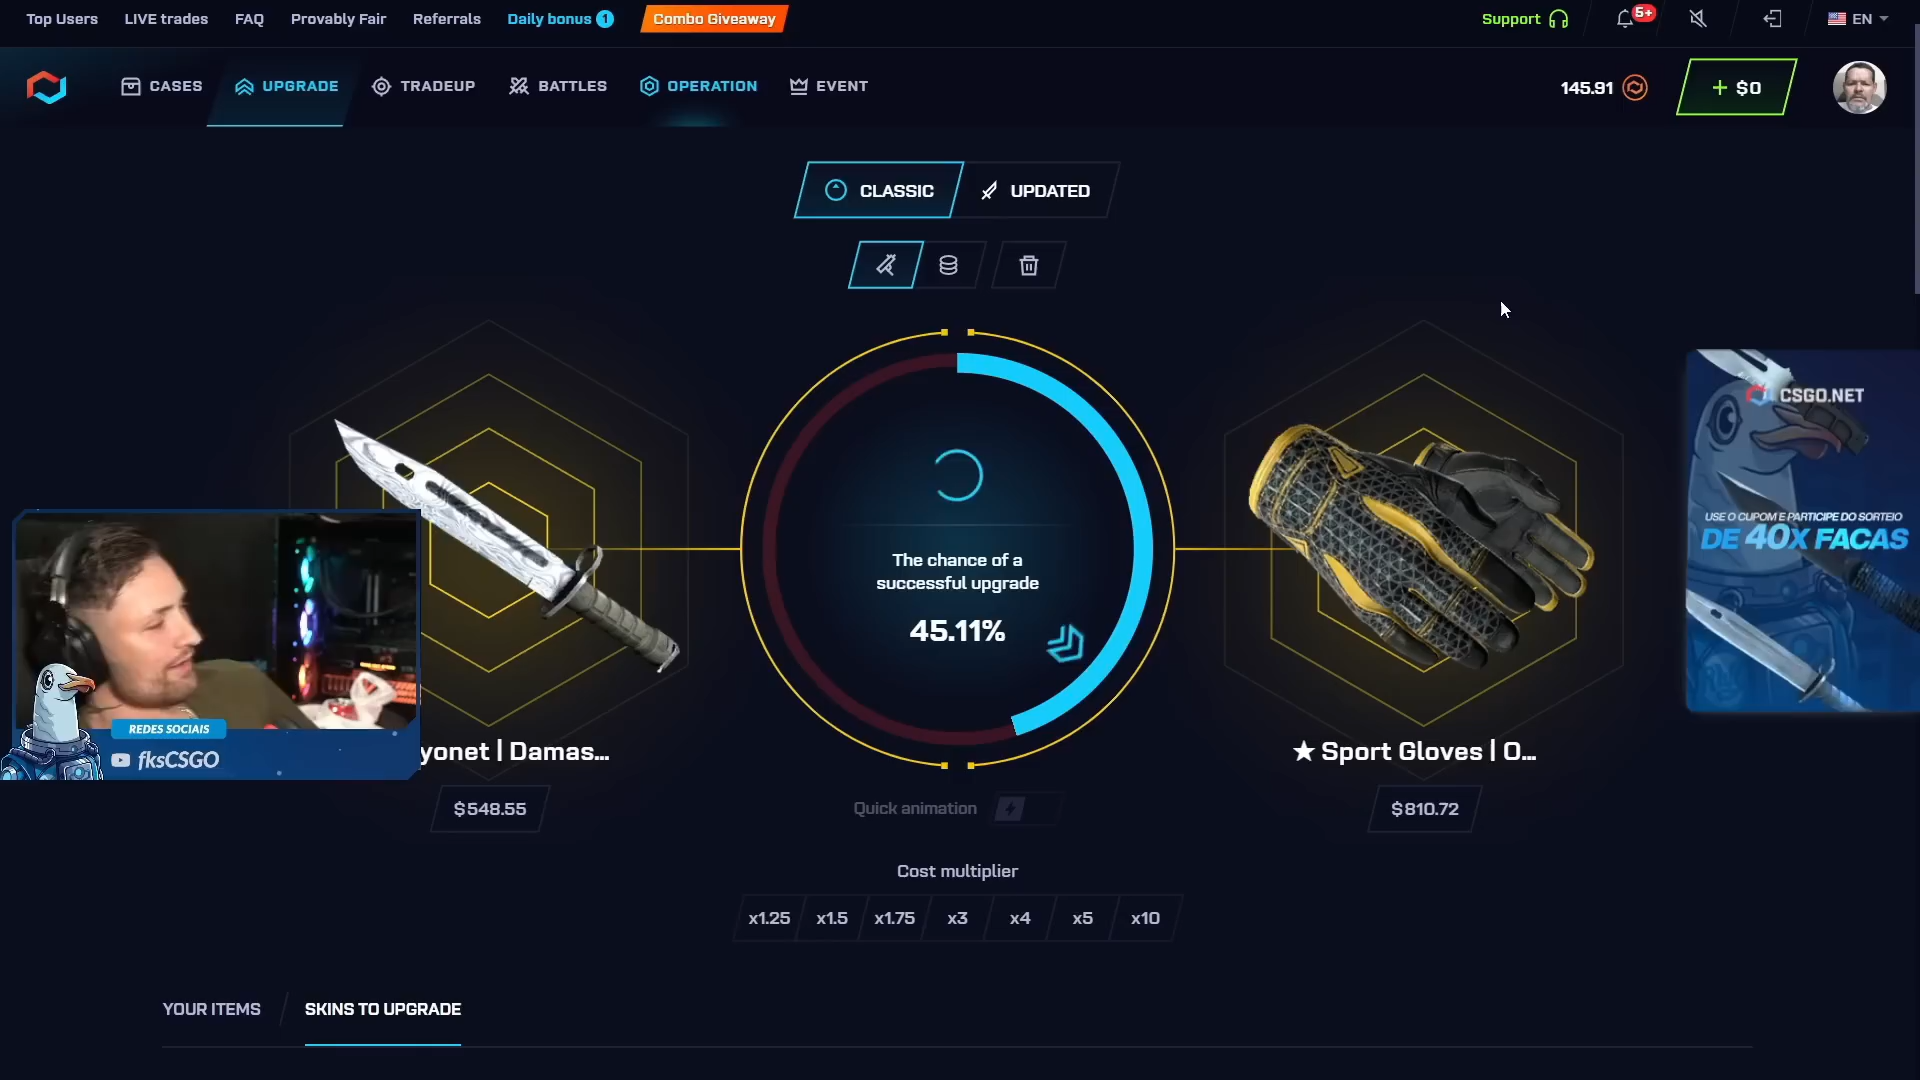 Top Users
LIVE trades
FAQ
Provably Fair
Referrals
Daily bonus 1
Combo Giveaway
Support
5+
EN
CASES
UPGRADE
TRADEUP
BATTLES
OPERATION
EVENT
145.91
+ $0
CLASSIC
UPDATED
The chance of a
successful upgrade
45.11%
CSGO.NET
USE O CUPOM E PARTICIPE DO SORTEIO
DE 40X FACAS
REDES SOCIAIS
fksCSGO
yonet | Damas...
$548.55
★ Sport Gloves | O...
$810.72
Quick animation
Cost multiplier
x1.25
x1.5
x1.75
x3
x4
x5
x10
YOUR ITEMS
SKINS TO UPGRADE